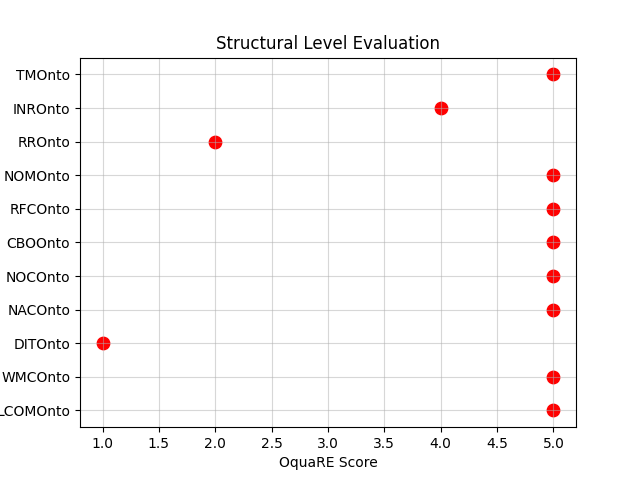 Structural Level Evaluation
TMOnto
INROnto
RROnto
NOMOnto
RFCOnto
CBOOnto
NOCOnto
NACOnto
DITOnto
WMCOnto
LCOMOnto
1.0 1.5 2.0 2.5 3.0 3.5 4.0 4.5 5.0
OquaRE Score